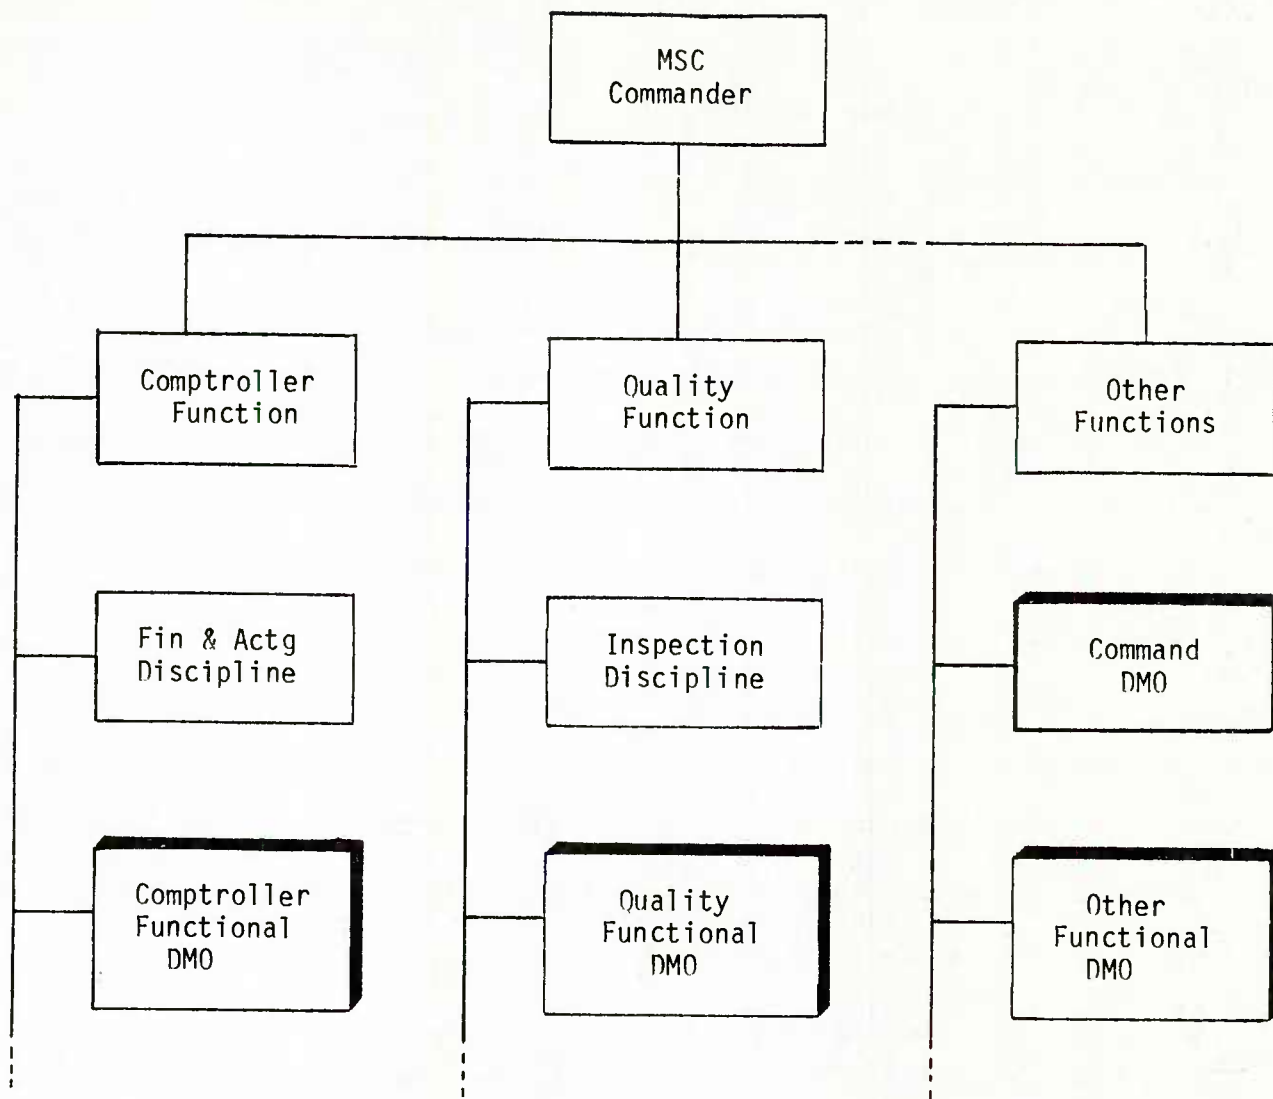 MSC
Commander
Comptroller
Function
Quality
Function
Other
Functions
Fin & Actg
Discipline
Inspection
Discipline
Command
DMO
Comptroller
Functional
DMO
Quality
Functional
DMO
Other
Functional
DMO